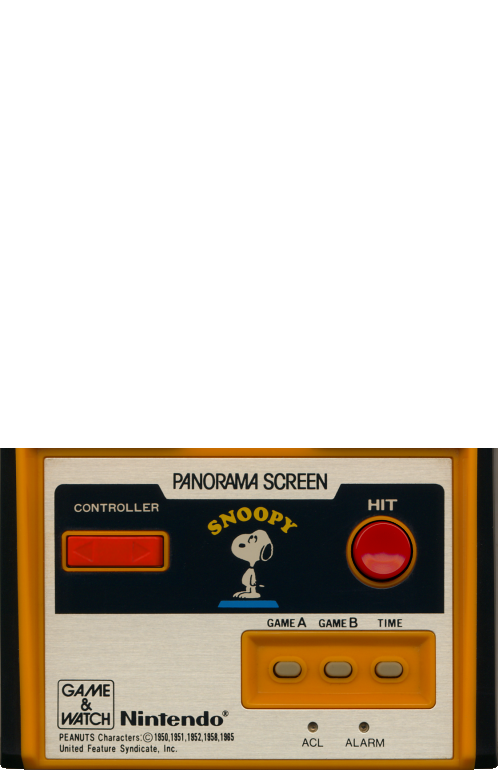 PANORAMA SCREEN
CONTROLLER
HIT
SNOOPY
GAME A GAME B TIME
GAME
&
WATCH
Nintendo®
ACL ALARM
PEANUTS Characters:©1950,1951,1952,1958,1965
United Feature Syndicate, Inc.